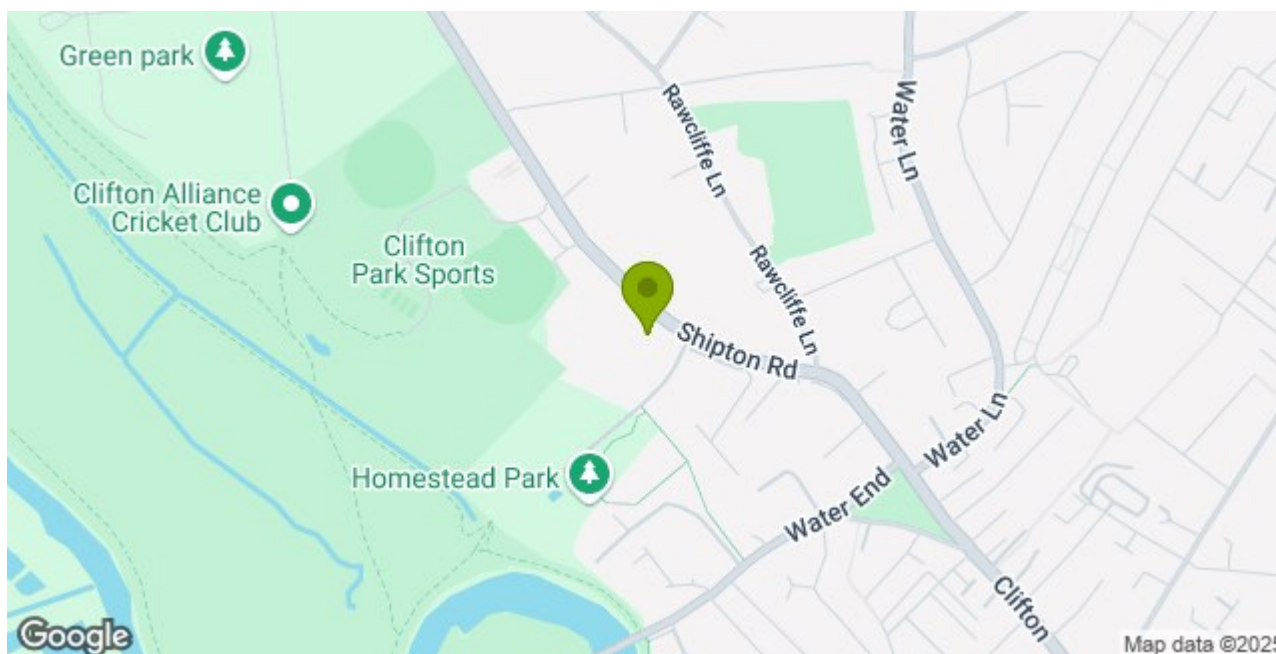 Green park
Rawcliffe Ln
Water Ln
Clifton Alliance
Cricket Club
Clifton
Park Sports
Rawcliffe Ln
Shipton Rd
Water Ln
Homestead Park
Water End
Clifton
Google
Map data ©2025